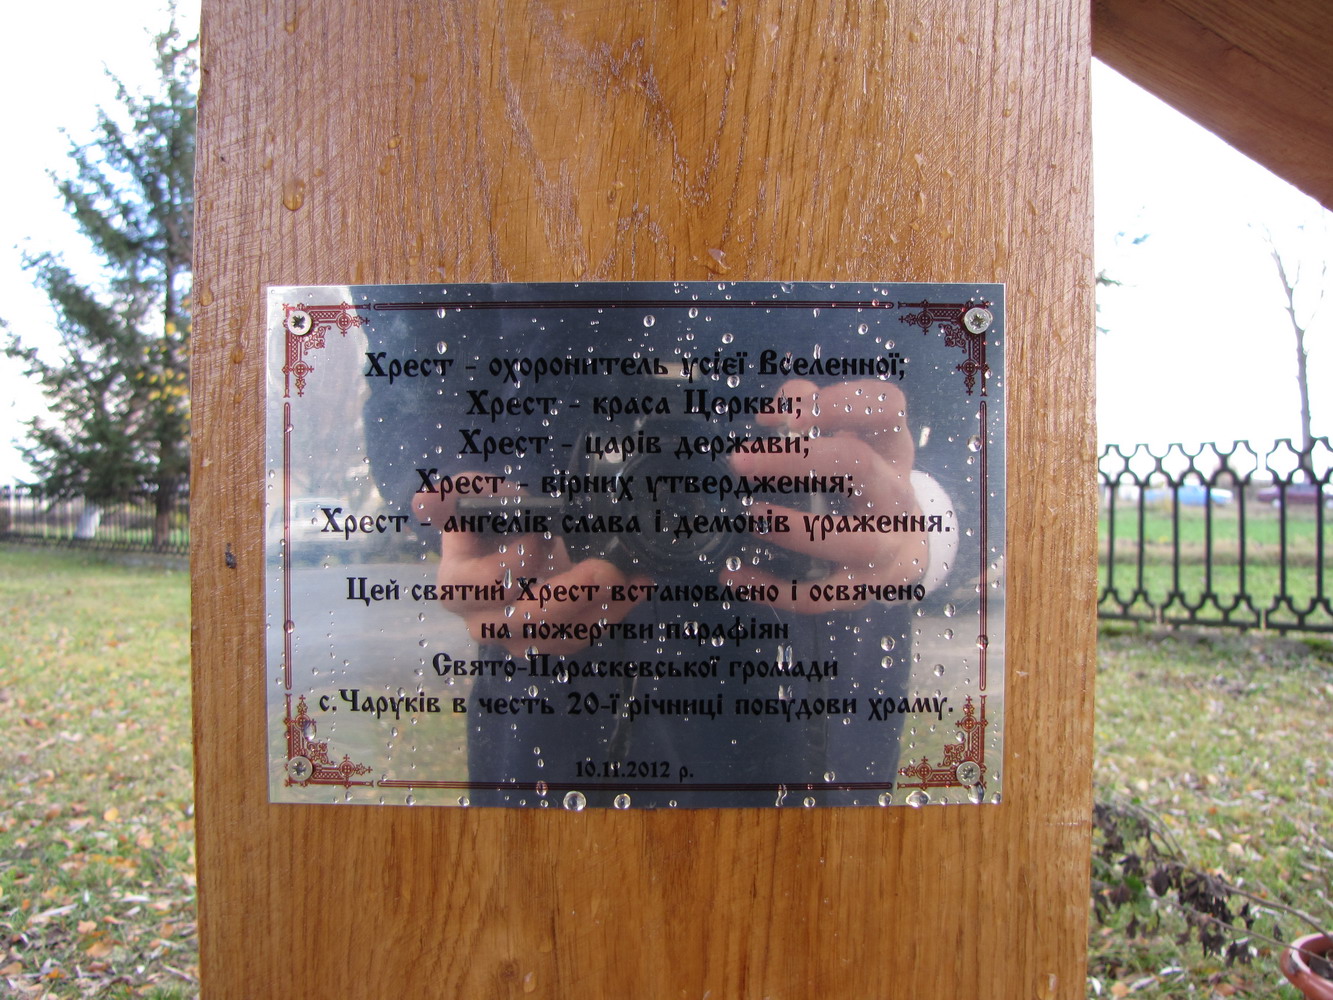 Хрест - охоронитель усієї Вселенної;
Хрест - краса Церкви;
Хрест - царів держави;
Хрест - вірних утвердження;
Хрест - ангелів слава і демонів ураження.
Цей святий Хрест встановлено і освячено
на пожертви парафіян
Свято-Параскевської громади
с.Чаруків в честь 20-ї річниці побудови храму.
10.11.2012 р.